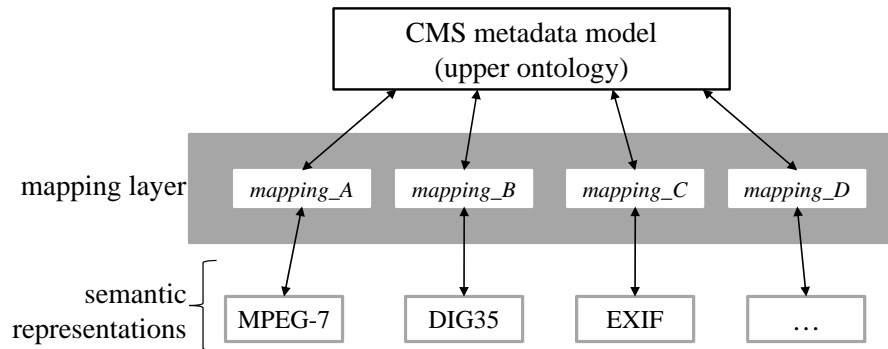 CMS metadata model
(upper ontology)
mapping layer
mapping_A
mapping_B
mapping_C
mapping_D
semantic
representations
MPEG-7
DIG35
EXIF
…